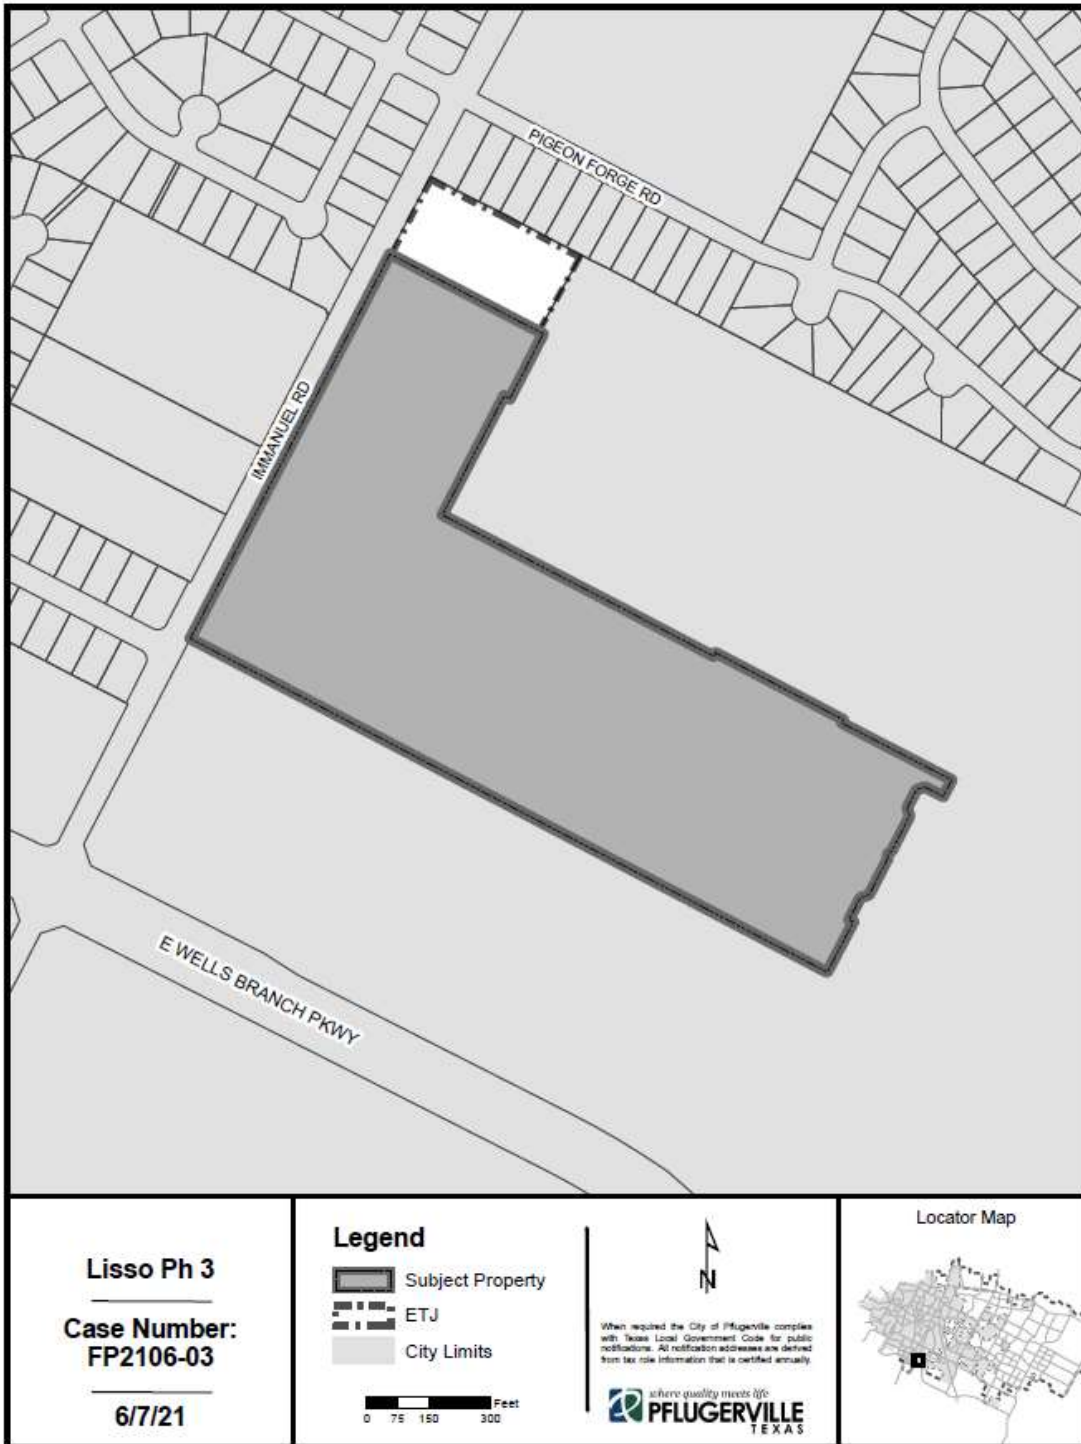 PIGEON FORGE RD
IMMANUEL RD
E WELLS BRANCH PKWY
Lisso Ph 3
Case Number:
FP2106-03
6/7/21
Legend
Subject Property
ETJ
City Limits
Feet
0 75 150 300
N
When required the City of Pflugerville complies
with Texas Local Government Code for public
notifications. All notification addresses are derived
from tax role information that is certified annually.
where quality meets life
PFLUGERVILLE
TEXAS
Locator Map